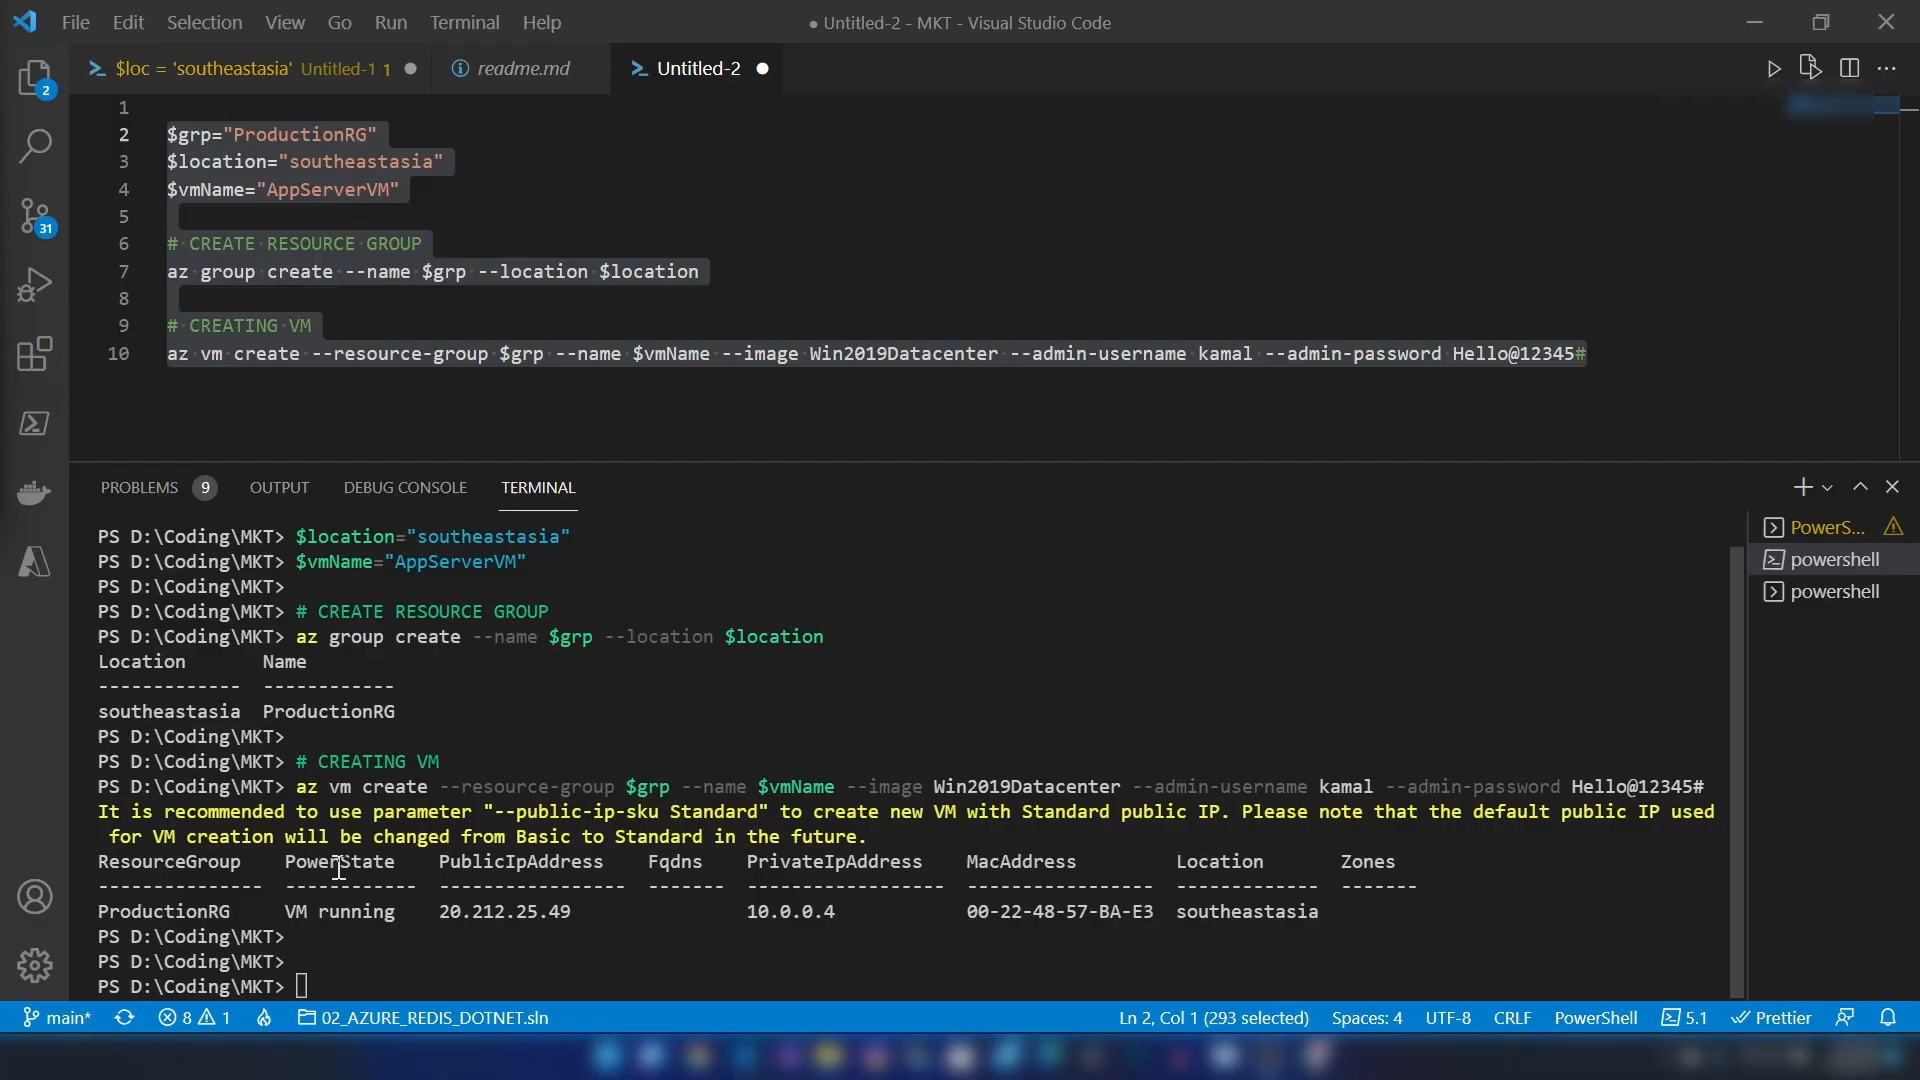 File Edit Selection View Go Run Terminal Help
● Untitled-2 - MKT - Visual Studio Code
$loc = 'southeastasia' Untitled-1 1 ●
readme.md
Untitled-2 ●
2
31
1
2 $grp="ProductionRG"
3 $location="southeastasia"
4 $vmName="AppServerVM"
5
6 # CREATE RESOURCE GROUP
7 az group create --name $grp --location $location
8
9 # CREATING VM
10 az vm create --resource-group $grp --name $vmName --image Win2019Datacenter --admin-username kamal --admin-password Hello@12345#
PROBLEMS 9 OUTPUT DEBUG CONSOLE TERMINAL
PS D:\Coding\MKT> $location="southeastasia"
PS D:\Coding\MKT> $vmName="AppServerVM"
PS D:\Coding\MKT>
PS D:\Coding\MKT> # CREATE RESOURCE GROUP
PS D:\Coding\MKT> az group create --name $grp --location $location
Location Name
------------- ------------
southeastasia ProductionRG
PS D:\Coding\MKT>
PS D:\Coding\MKT> # CREATING VM
PS D:\Coding\MKT> az vm create --resource-group $grp --name $vmName --image Win2019Datacenter --admin-username kamal --admin-password Hello@12345#
It is recommended to use parameter "--public-ip-sku Standard" to create new VM with Standard public IP. Please note that the default public IP used
for VM creation will be changed from Basic to Standard in the future.
ResourceGroup PowerState PublicIpAddress Fqdns PrivateIpAddress MacAddress Location Zones
--------------- ------------ ----------------- ------- ------------------ ----------------- ------------- -------
ProductionRG VM running 20.212.25.49 10.0.0.4 00-22-48-57-BA-E3 southeastasia
PS D:\Coding\MKT>
PS D:\Coding\MKT>
PS D:\Coding\MKT>
PowerS...
powershell
powershell
main* 8 1 02_AZURE_REDIS_DOTNET.sln
Ln 2, Col 1 (293 selected) Spaces: 4 UTF-8 CRLF PowerShell 5.1 Prettier